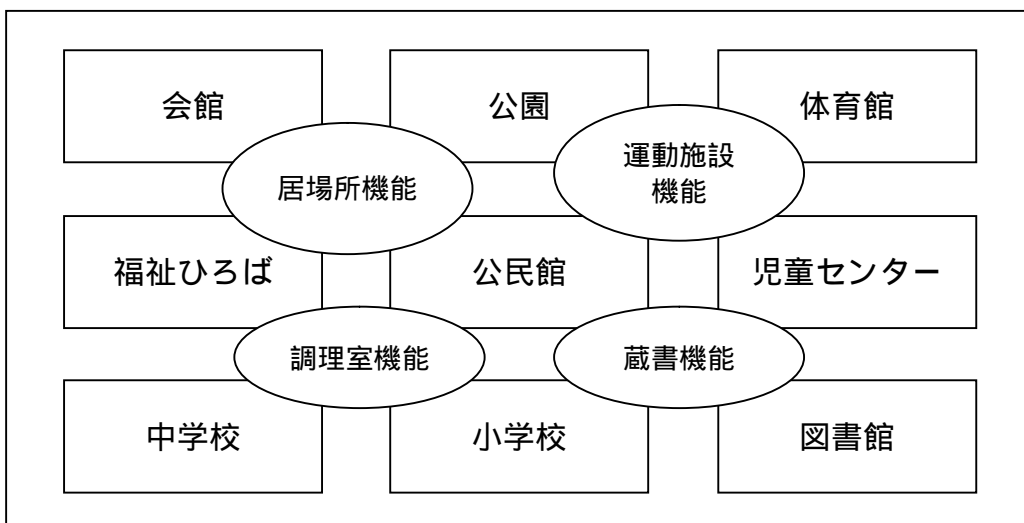 会館
公園
体育館
居場所機能
運動施設
機能
福祉ひろば
公民館
児童センター
調理室機能
蔵書機能
中学校
小学校
図書館